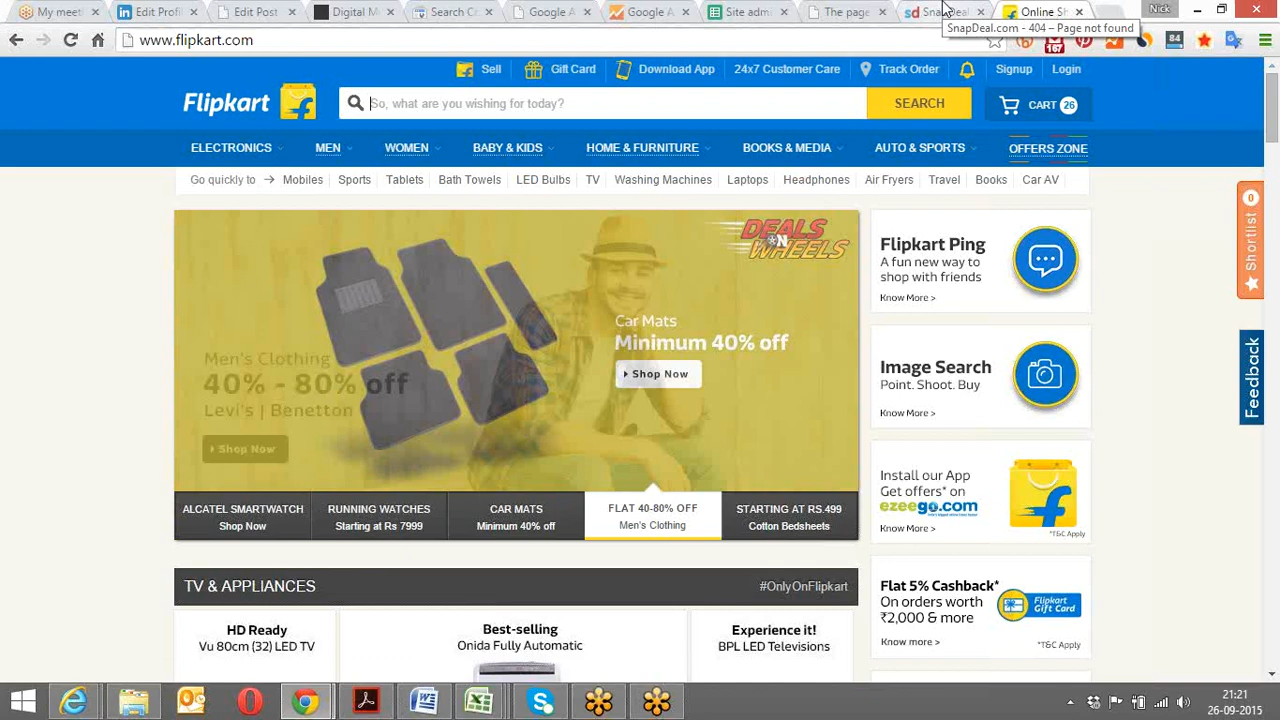 My meeti
Edit Profi
Edit Post
Digital M
Search C
Google A
Google A
Site admi
The page
sd SnapDeal
Online Sh
Nick
SnapDeal.com - 404 – Page not found
www.flipkart.com
167
84
Sell
Gift Card
Download App
24x7 Customer Care
Track Order
Signup
Login
Flipkart
So, what are you wishing for today?
SEARCH
CART 26
ELECTRONICS
MEN
WOMEN
BABY & KIDS
HOME & FURNITURE
BOOKS & MEDIA
AUTO & SPORTS
OFFERS ZONE
Go quickly to → Mobiles Sports Tablets Bath Towels LED Bulbs TV Washing Machines Laptops Headphones Air Fryers Travel Books Car AV
DEALS
ON
WHEELS
Car Mats
Minimum 40% off
Shop Now
Men's Clothing
40% - 80% off
Levi's | Benetton
Shop Now
ALCATEL SMARTWATCH
Shop Now
RUNNING WATCHES
Starting at Rs 7999
CAR MATS
Minimum 40% off
FLAT 40-80% OFF
Men's Clothing
STARTING AT RS.499
Cotton Bedsheets
Flipkart Ping
A fun new way to
shop with friends
Know More >
Image Search
Point. Shoot. Buy
Know More >
Install our App
Get offers* on
ezeego.com
Know More >
*T&C Apply
Flat 5% Cashback*
On orders worth
₹2,000 & more
Know more >
Flipkart
Gift Card
*T&C Apply
0
Shortlist
Feedback
TV & APPLIANCES
#OnlyOnFlipkart
HD Ready
Vu 80cm (32) LED TV
Best-selling
Onida Fully Automatic
Experience it!
BPL LED Televisions
21:21
26-09-2015